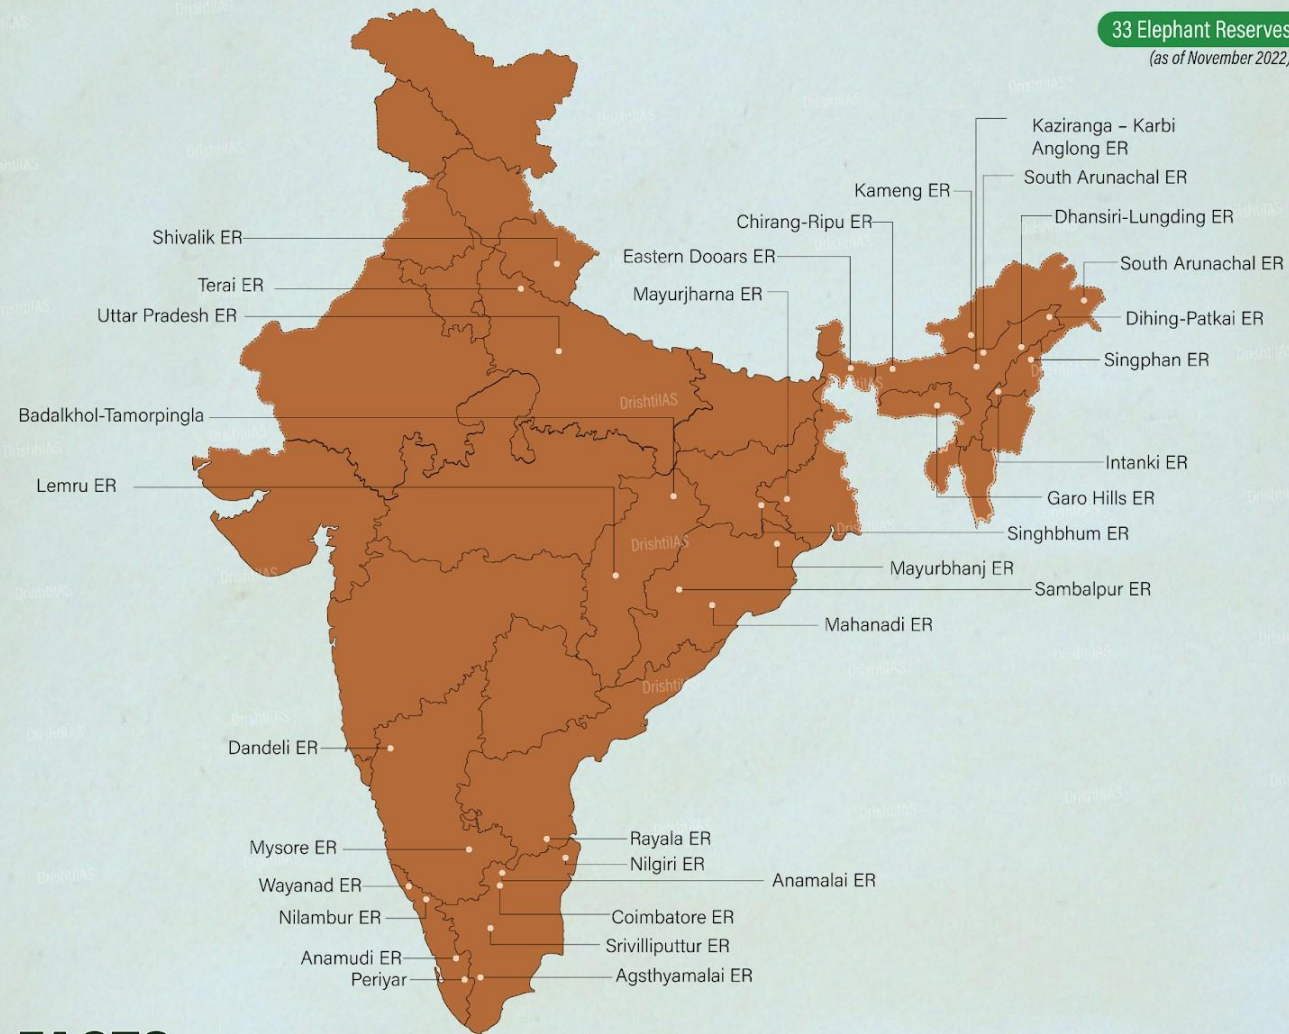 33 Elephant Reserves
(as of November 2022)
Kaziranga – Karbi
Anglong ER
South Arunachal ER
Kameng ER
Dhansiri-Lungding ER
Chirang-Ripu ER
Shivalik ER
Eastern Dooars ER
South Arunachal ER
Terai ER
Mayurjharna ER
Uttar Pradesh ER
Dihing-Patkai ER
Singphan ER
Badalkhol-Tamorpingla
Intanki ER
Lemru ER
Garo Hills ER
Singhbhum ER
Mayurbhanj ER
Sambalpur ER
Mahanadi ER
Dandeli ER
Rayala ER
Mysore ER
Nilgiri ER
Anamalai ER
Wayanad ER
Nilambur ER
Coimbatore ER
Srivilliputtur ER
Anamudi ER
Periyar
Agsthyamalai ER
DrishtiIAS